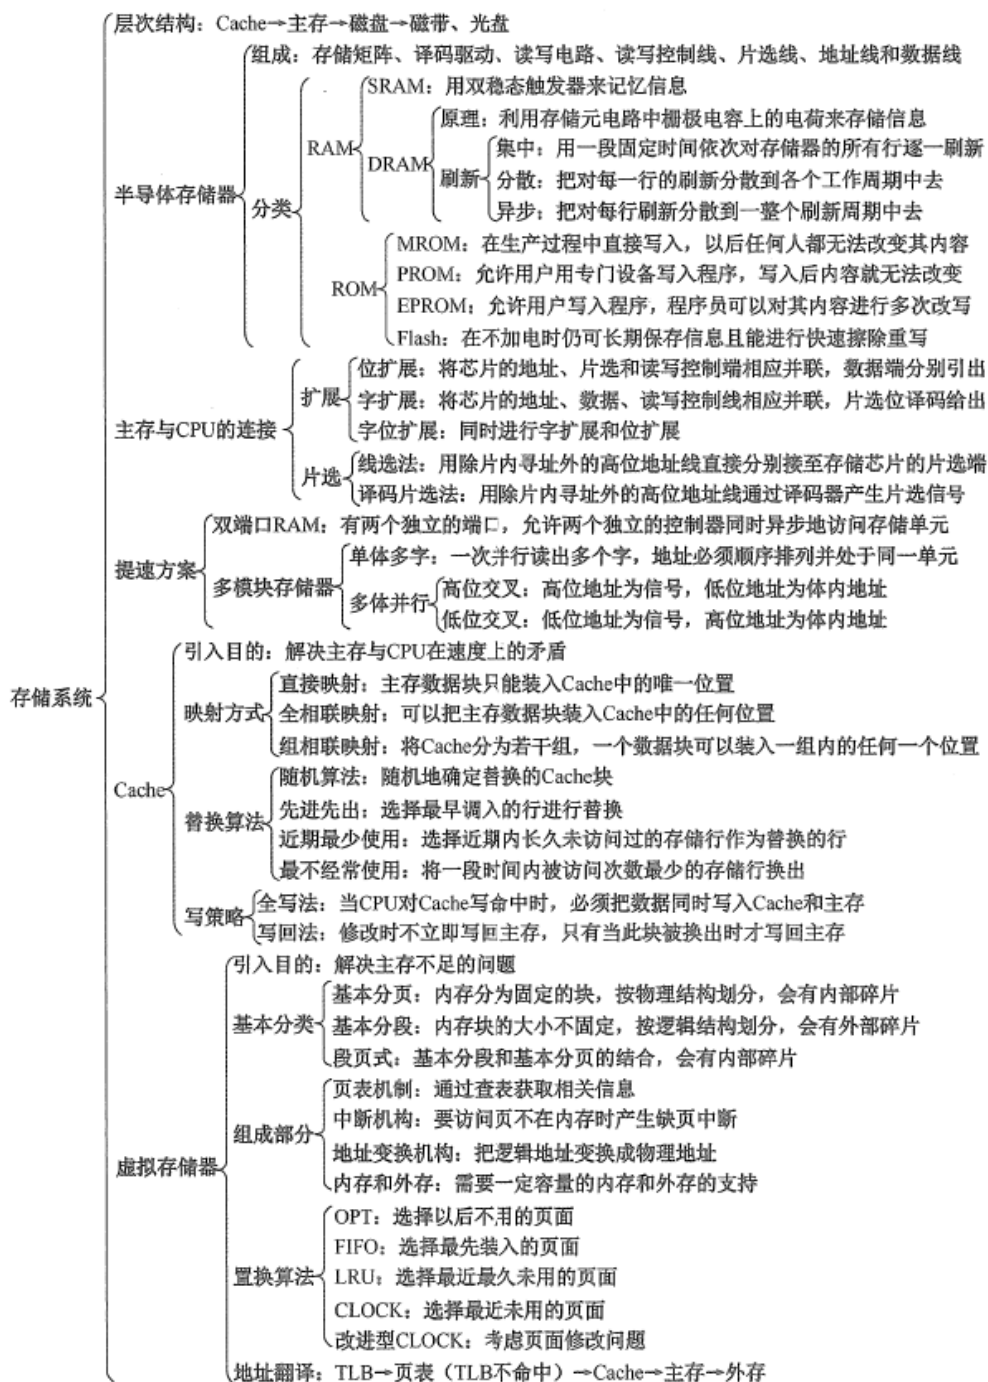 层次结构：Cache→主存→磁盘→磁带、光盘
组成：存储矩阵、译码驱动、读写电路、读写控制线、片选线、地址线和数据线
SRAM：用双稳态触发器来记忆信息
原理：利用存储元电路中栅极电容上的电荷来存储信息
RAM
集中：用一段固定时间依次对存储器的所有行逐一刷新
DRAM
刷新
分散：把对每一行的刷新分散到各个工作周期中去
半导体存储器
分类
异步：把对每行刷新分散到一整个刷新周期中去
MROM：在生产过程中直接写入，以后任何人都无法改变其内容
PROM：允许用户用专门设备写入程序，写入后内容就无法改变
ROM
EPROM：允许用户写入程序，程序员可以对其内容进行多次改写
Flash：在不加电时仍可长期保存信息且能进行快速擦除重写
位扩展：将芯片的地址、片选和读写控制端相应并联，数据端分别引出
扩展
字扩展：将芯片的地址、数据、读写控制线相应并联，片选位译码给出
主存与CPU的连接
字位扩展：同时进行字扩展和位扩展
线选法：用除片内寻址外的高位地址线直接分别接至存储芯片的片选端
片选
译码片选法：用除片内寻址外的高位地址线通过译码器产生片选信号
双端口RAM：有两个独立的端口，允许两个独立的控制器同时异步地访问存储单元
提速方案
单体多字：一次并行读出多个字，地址必须顺序排列并处于同一单元
多模块存储器
高位交叉：高位地址为信号，低位地址为体内地址
多体并行
低位交叉：低位地址为信号，高位地址为体内地址
引入目的：解决主存与CPU在速度上的矛盾
存储系统
直接映射：主存数据块只能装入Cache中的唯一位置
映射方式
全相联映射：可以把主存数据块装入Cache中的任何位置
组相联映射：将Cache分为若干组，一个数据块可以装入一组内的任何一个位置
Cache
随机算法：随机地确定替换的Cache块
先进先出：选择最早调入的行进行替换
替换算法
近期最少使用：选择近期内长久未访问过的存储行作为替换的行
最不经常使用：将一段时间内被访问次数最少的存储行换出
全写法：当CPU对Cache写命中时，必须把数据同时写入Cache和主存
写策略
写回法：修改时不立即写回主存，只有当此块被换出时才写回主存
引入目的：解决主存不足的问题
基本分页：内存分为固定的块，按物理结构划分，会有内部碎片
基本分类
基本分段：内存块的大小不固定，按逻辑结构划分，会有外部碎片
段页式：基本分段和基本分页的结合，会有内部碎片
页表机制：通过查表获取相关信息
中断机构：要访问页不在内存时产生缺页中断
组成部分
地址变换机构：把逻辑地址变换成物理地址
虚拟存储器
内存和外存：需要一定容量的内存和外存的支持
OPT：选择以后不用的页面
FIFO：选择最先装入的页面
置换算法
LRU：选择最近最久未用的页面
CLOCK：选择最近未用的页面
改进型CLOCK：考虑页面修改问题
地址翻译：TLB→页表（TLB不命中）→Cache→主存→外存